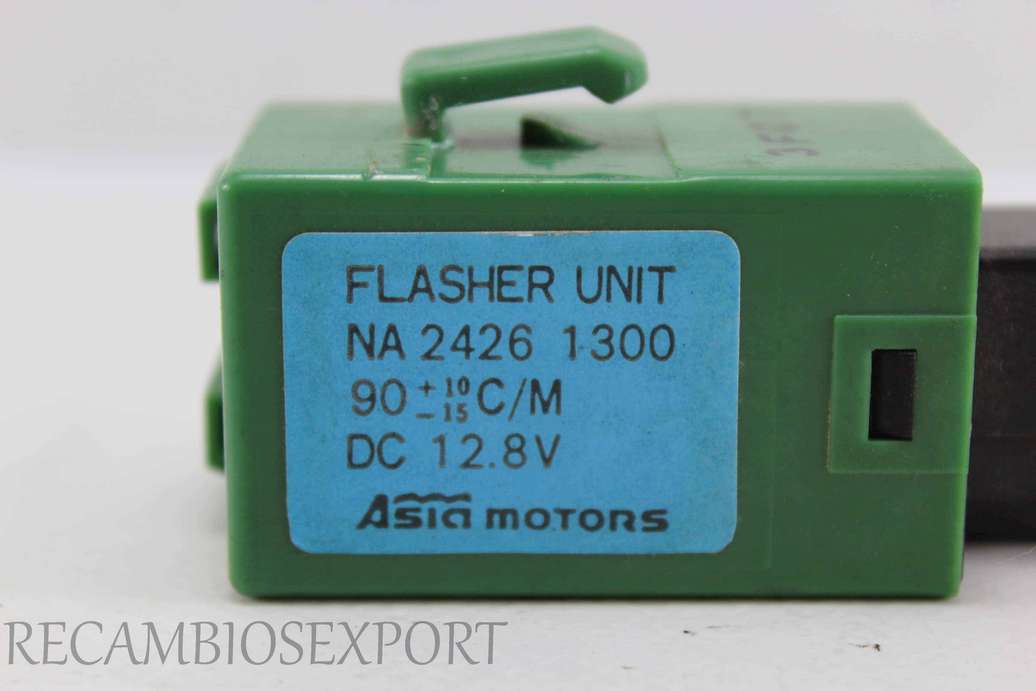 FLASHER UNIT
NA 2426 1300
90 +10 -15 C/M
DC 12.8V
Asia MOTORS
RECAMBIOSEXPORT